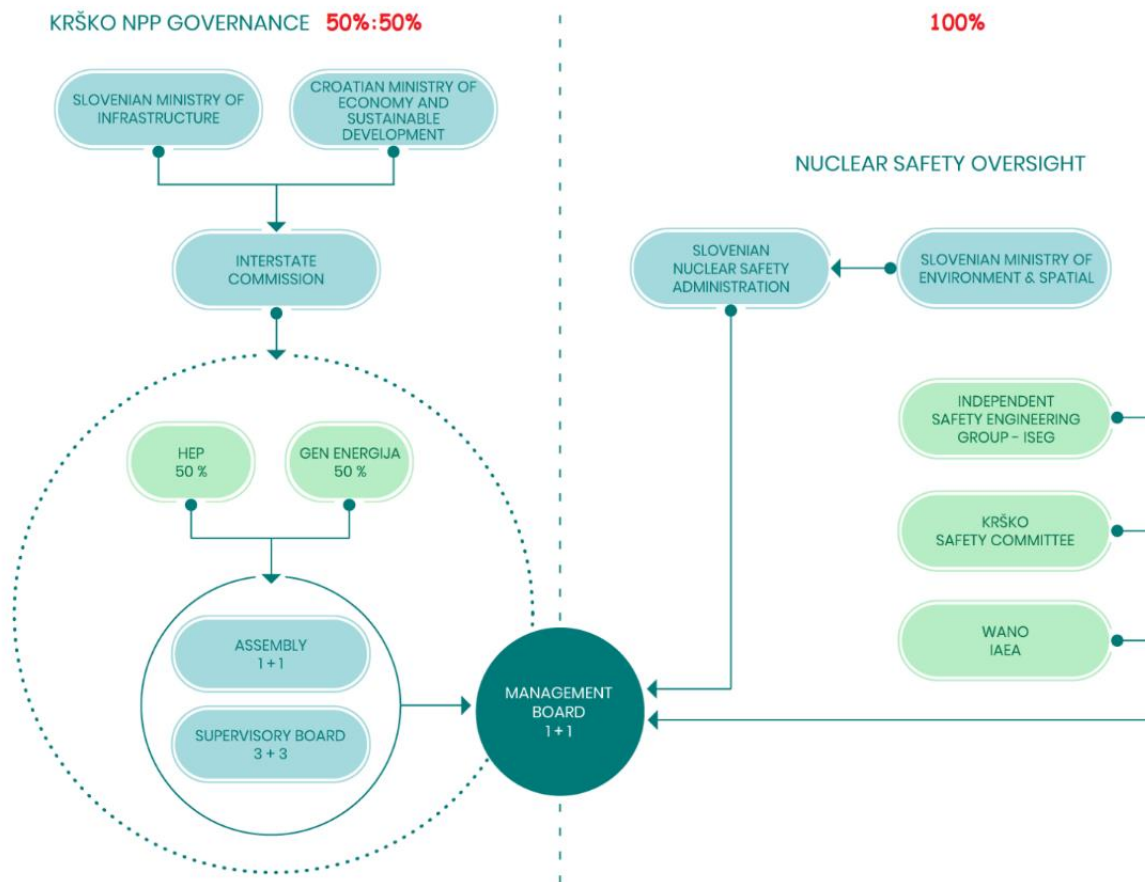 KRŠKO NPP GOVERNANCE 50%:50%
SLOVENIAN MINISTRY OF
INFRASTRUCTURE
CROATIAN MINISTRY OF
ECONOMY AND
SUSTAINABLE
DEVELOPMENT
INTERSTATE
COMMISSION
HEP
50 %
GEN ENERGIJA
50 %
ASSEMBLY
1 + 1
SUPERVISORY BOARD
3 + 3
MANAGEMENT
BOARD
1 + 1
100%
NUCLEAR SAFETY OVERSIGHT
SLOVENIAN
NUCLEAR SAFETY
ADMINISTRATION
SLOVENIAN MINISTRY OF
ENVIRONMENT & SPATIAL
INDEPENDENT
SAFETY ENGINEERING
GROUP - ISEG
KRŠKO
SAFETY COMMITTEE
WANO
IAEA